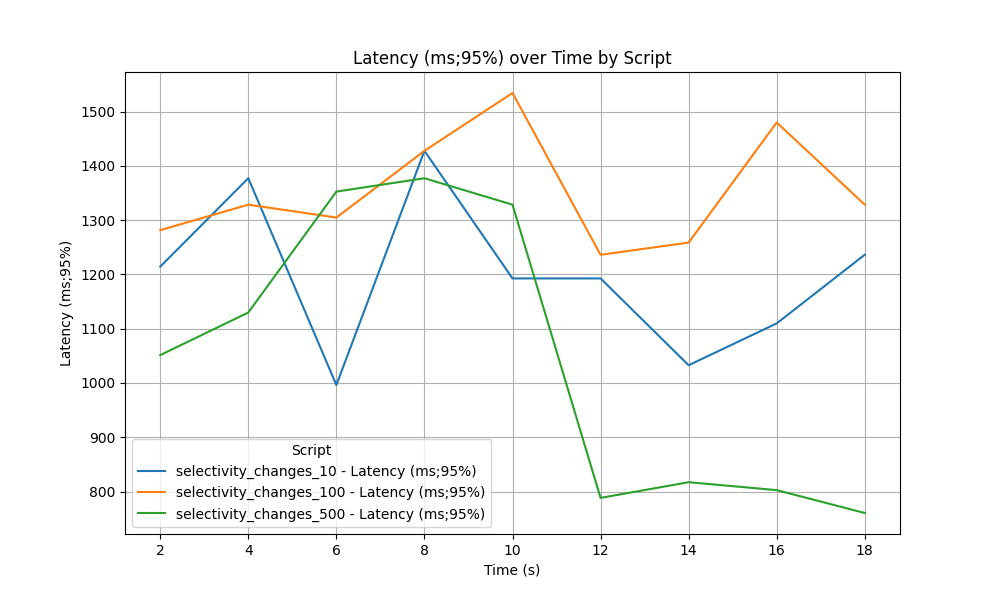 Latency (ms;95%) over Time by Script
Latency (ms;95%)
1500
1400
1300
1200
1100
1000
900
800
Script
selectivity_changes_10 - Latency (ms;95%)
selectivity_changes_100 - Latency (ms;95%)
selectivity_changes_500 - Latency (ms;95%)
2 4 6 8 10 12 14 16 18
Time (s)